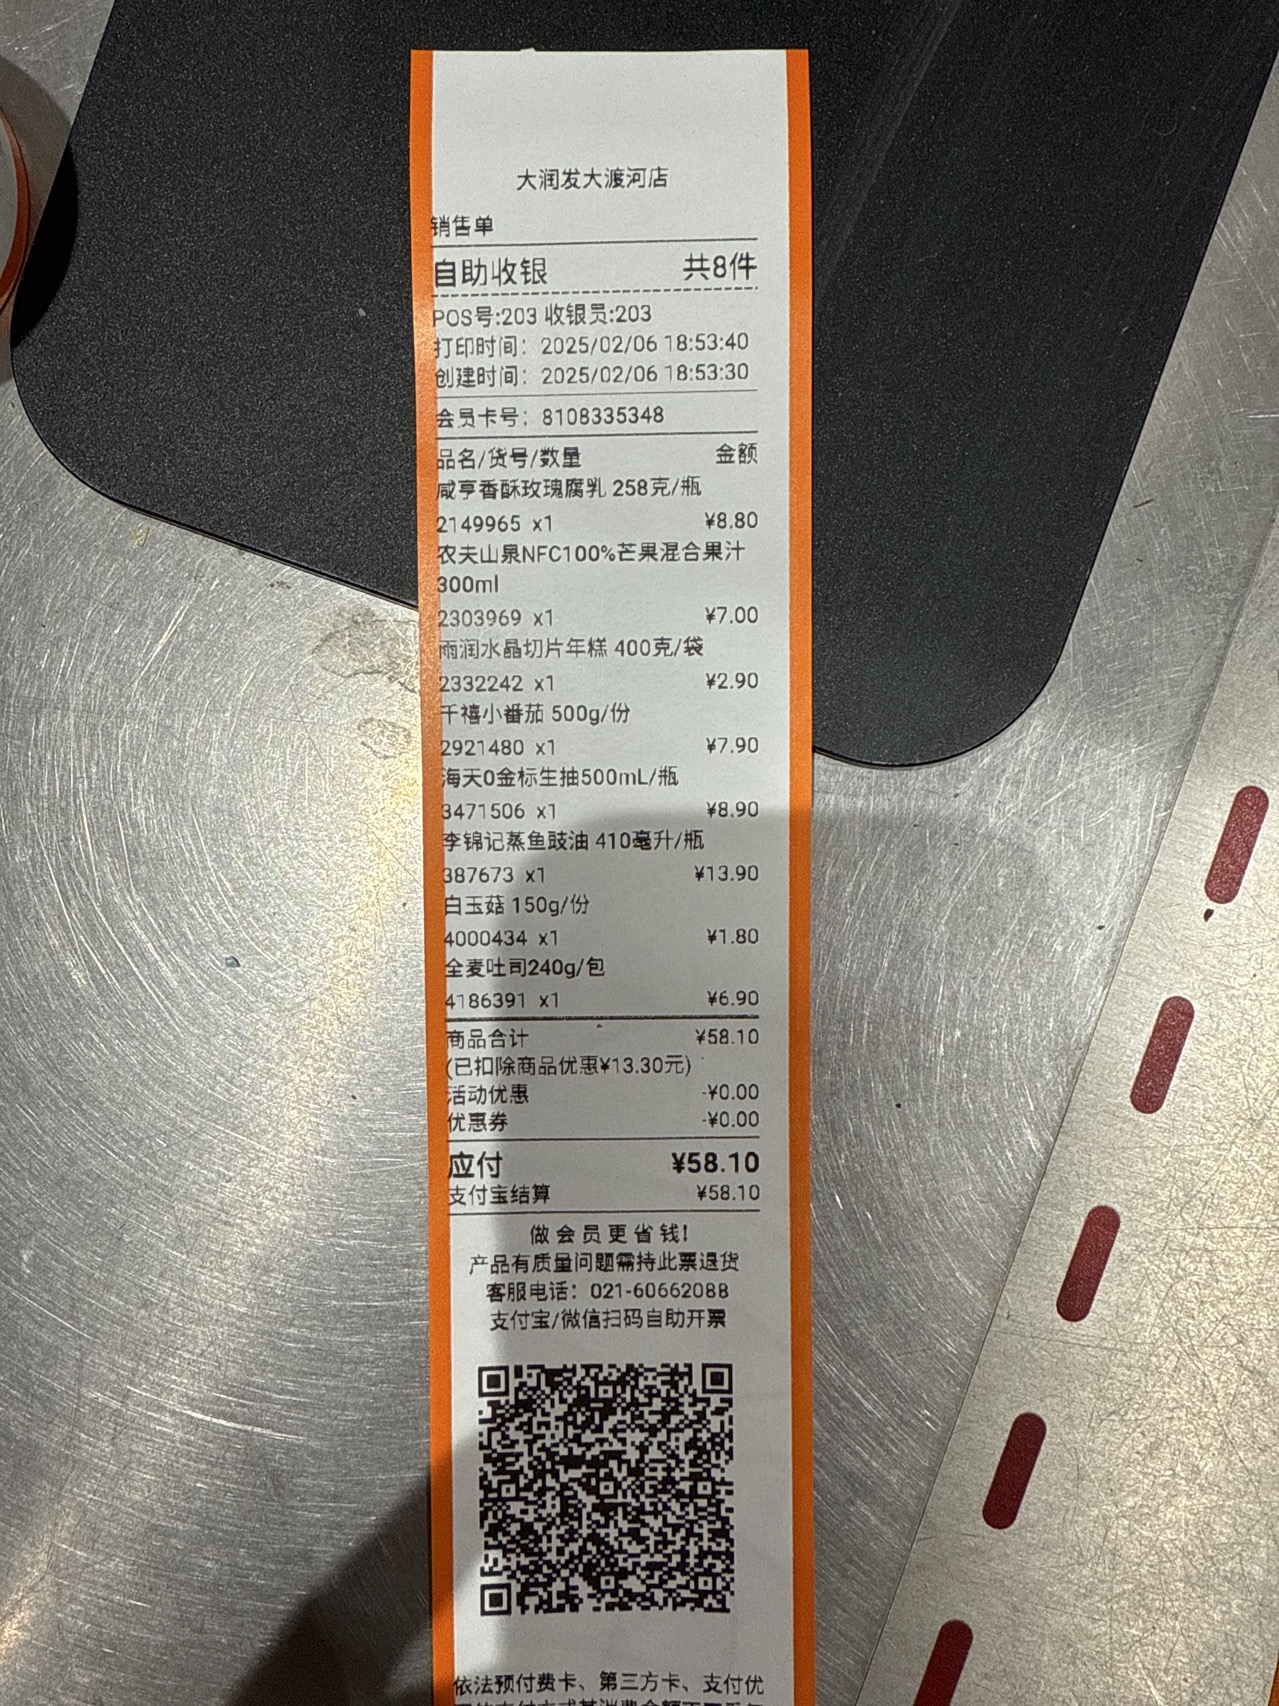 大润发大渡河店
销售单
自助收银 共8件
POS号:203 收银员:203
打印时间：2025/02/06 18:53:40
创建时间：2025/02/06 18:53:30
会员卡号：8108335348
品名/货号/数量 金额
咸亨香酥玫瑰腐乳 258克/瓶
2149965 x1 ¥8.80
农夫山泉NFC100%芒果混合果汁
300ml
2303969 x1 ¥7.00
雨润水晶切片年糕 400克/袋
2332242 x1 ¥2.90
千禧小番茄 500g/份
2921480 x1 ¥7.90
海天0金标生抽500mL/瓶
3471506 x1 ¥8.90
李锦记蒸鱼豉油 410毫升/瓶
387673 x1 ¥13.90
白玉菇 150g/份
4000434 x1 ¥1.80
全麦吐司240g/包
4186391 x1 ¥6.90
商品合计 ¥58.10
(已扣除商品优惠¥13.30元)
活动优惠 -¥0.00
优惠券 -¥0.00
应付 ¥58.10
支付宝结算 ¥58.10
做会员更省钱!
产品有质量问题需持此票退货
客服电话：021-60662088
支付宝/微信扫码自助开票
依法预付费卡、第三方卡、支付优